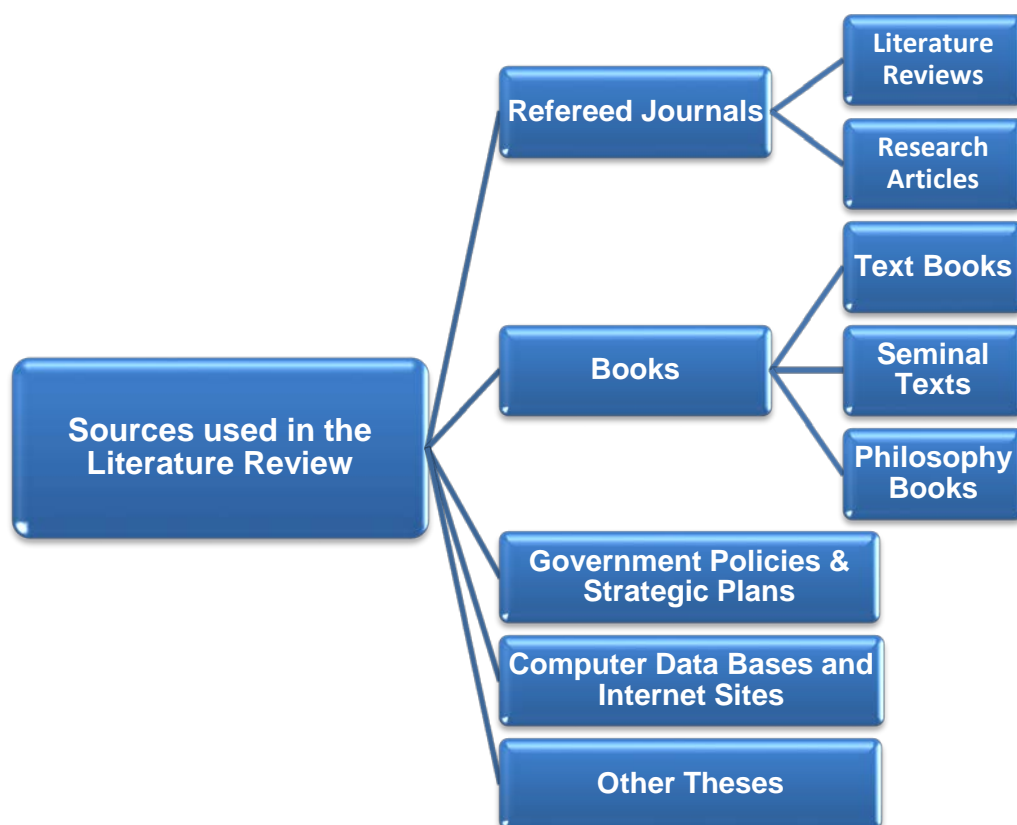 Sources used in the
Literature Review
Refereed Journals
Literature
Reviews
Research
Articles
Books
Text Books
Seminal
Texts
Philosophy
Books
Government Policies &
Strategic Plans
Computer Data Bases and
Internet Sites
Other Theses